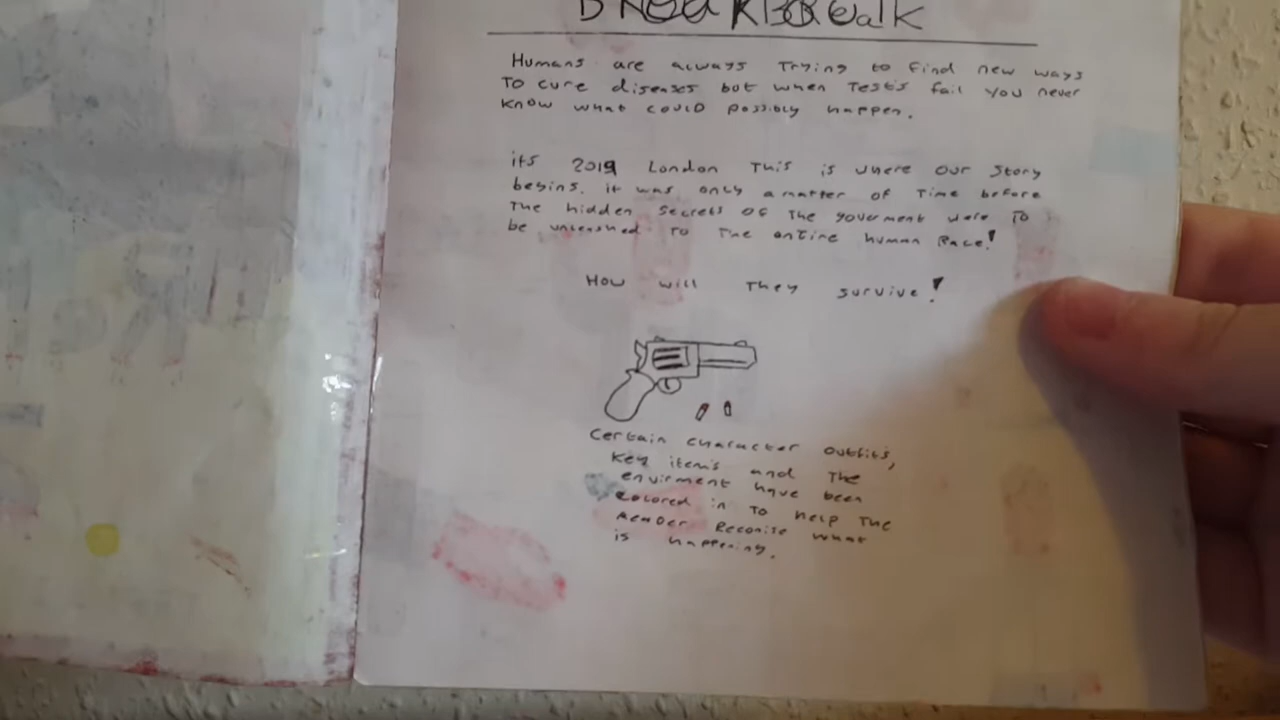 Humans are always Trying to find new ways
To cure diseases but when Tests fail you never
know what could possibly happen.
its 2019 London This is where our Story
begins. it was only a matter of Time before
The hidden secrets of The goverment were To
be unleashed To The entire human Race!
How will They survive!
Certain character outfits,
key items and The
envirment have been
colored in To help The
Reader Reconise what
is happening.